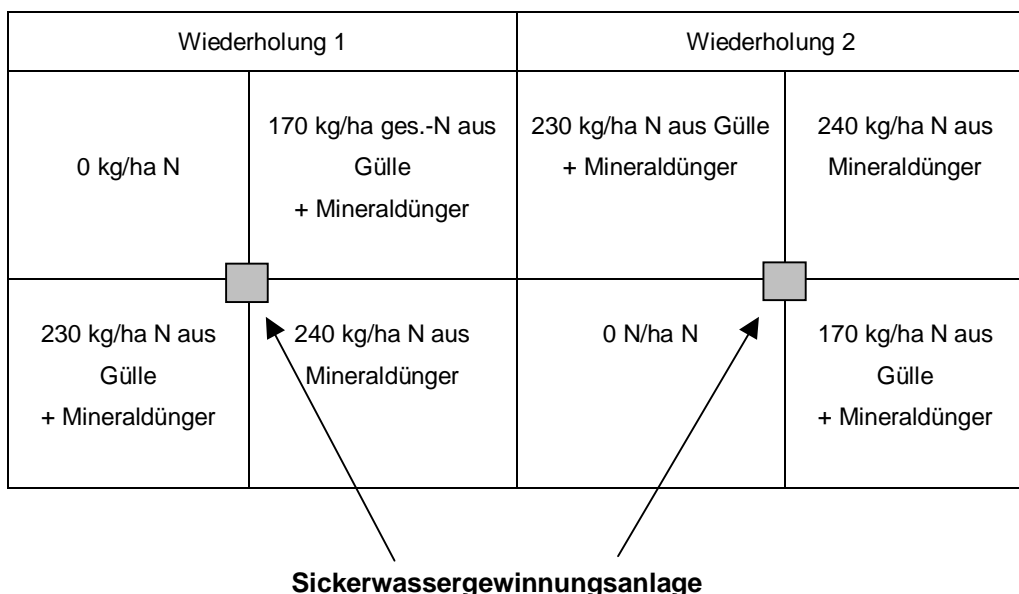 Wiederholung 1
Wiederholung 2
0 kg/ha N
170 kg/ha ges.-N aus
Gülle
+ Mineraldünger
230 kg/ha N aus Gülle
+ Mineraldünger
240 kg/ha N aus
Mineraldünger
230 kg/ha N aus
Gülle
+ Mineraldünger
240 kg/ha N aus
Mineraldünger
0 N/ha N
170 kg/ha N aus
Gülle
+ Mineraldünger
Sickerwassergewinnungsanlage